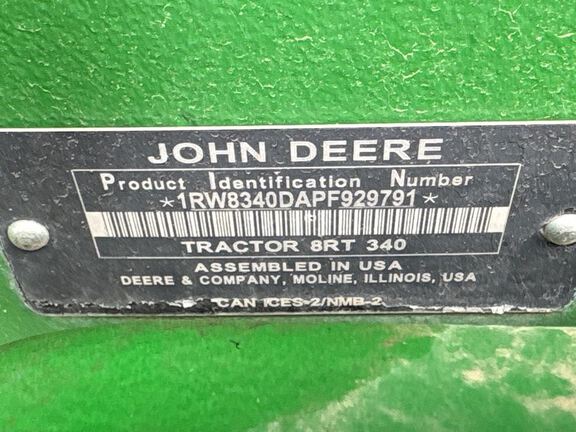 JOHN DEERE
Product Identification Number
*1RW8340DAPF929791*
TRACTOR 8RT 340
ASSEMBLED IN USA
DEERE & COMPANY, MOLINE, ILLINOIS, USA
CAN ICES-2/NMB-2